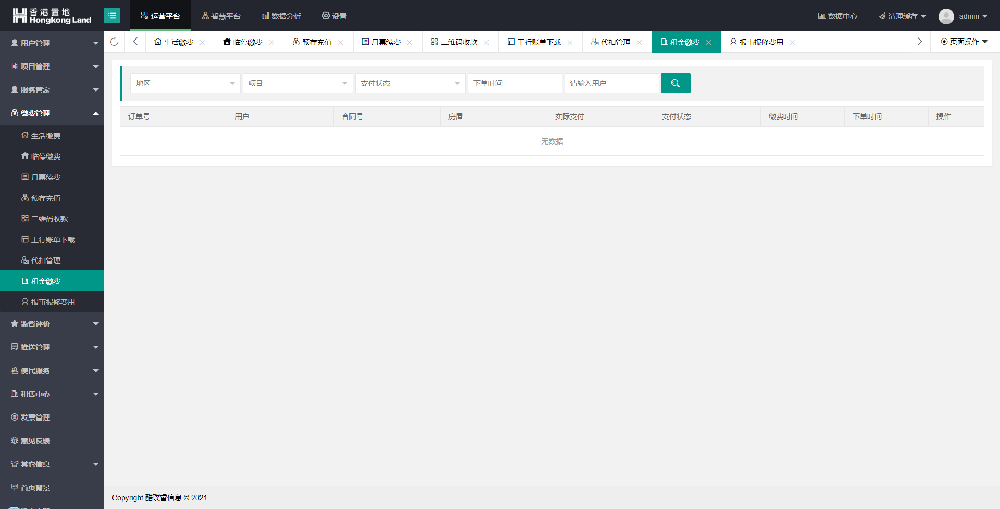 香港置地
Hongkong Land
运营平台
智慧平台
数据分析
设置
数据中心
清理缓存
admin
用户管理
项目管理
服务管家
缴费管理
生活缴费
临停缴费
月票续费
预存充值
二维码收款
工行账单下载
代扣管理
租金缴费
报事报修费用
监督评价
推送管理
便民服务
租售中心
发票管理
意见反馈
其它信息
首页背景
生活缴费
临停缴费
预存充值
月票续费
二维码收款
工行账单下载
代扣管理
租金缴费
报事报修费用
页面操作
地区
项目
支付状态
下单时间
请输入用户
订单号
用户
合同号
房屋
实际支付
支付状态
缴费时间
下单时间
操作
无数据
Copyright 酷璞睿信息 © 2021